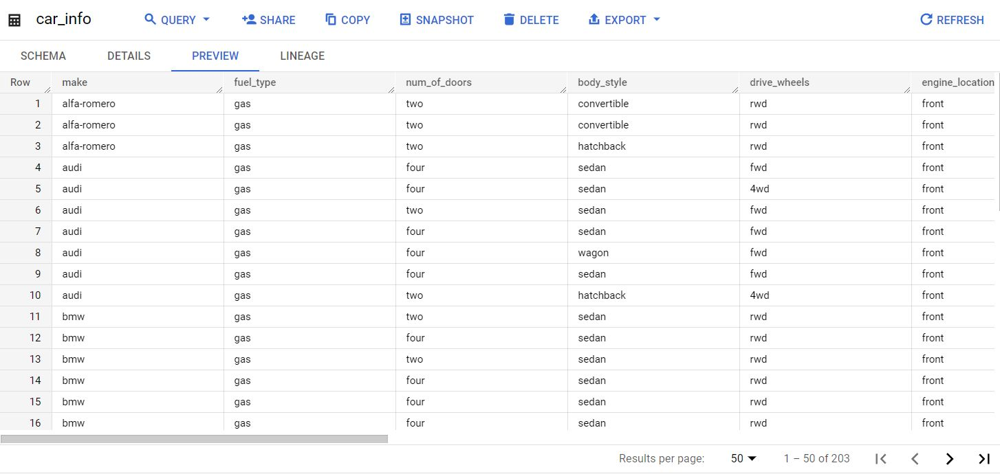 car_info QUERY SHARE COPY SNAPSHOT DELETE EXPORT REFRESH
SCHEMA DETAILS PREVIEW LINEAGE
Row make fuel_type num_of_doors body_style drive_wheels engine_location
1 alfa-romero gas two convertible rwd front
2 alfa-romero gas two convertible rwd front
3 alfa-romero gas two hatchback rwd front
4 audi gas four sedan fwd front
5 audi gas four sedan 4wd front
6 audi gas two sedan fwd front
7 audi gas four sedan fwd front
8 audi gas four wagon fwd front
9 audi gas four sedan fwd front
10 audi gas two hatchback 4wd front
11 bmw gas two sedan rwd front
12 bmw gas four sedan rwd front
13 bmw gas two sedan rwd front
14 bmw gas four sedan rwd front
15 bmw gas four sedan rwd front
16 bmw gas four sedan rwd front
Results per page: 50 1 – 50 of 203